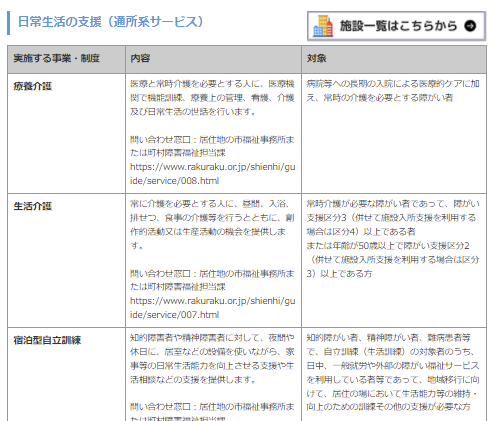 日常生活の支援（通所系サービス）
施設一覧はこちらから
実施する事業・制度
内容
対象
療養介護
医療と常時介護を必要とする人に、医療機
関で機能訓練、療養上の管理、看護、介護
及び日常生活の世話を行います。
問い合わせ窓口：居住地の市福祉事務所ま
たは町村障害福祉担当課
https://www.rakuraku.or.jp/shienhi/gu
ide/service/008.html
病院等への長期の入院による医療的ケアに加
え、常時の介護を必要とする障がい者
生活介護
常に介護を必要とする人に、昼間、入浴、
排せつ、食事の介護等を行うとともに、創
作的活動又は生産活動の機会を提供しま
す。
問い合わせ窓口：居住地の市福祉事務所ま
たは町村障害福祉担当課
https://www.rakuraku.or.jp/shienhi/gu
ide/service/007.html
常時介護が必要な障がい者であって、障がい
支援区分3（併せて施設入所支援を利用する
場合は区分4）以上である者
または年齢が50歳以上で障がい支援区分2
（併せて施設入所支援を利用する場合は区分
3）以上である方
宿泊型自立訓練
知的障害者や精神障害者に対して、夜間や
休日に、居室などの設備を使いながら、家
事等の日常生活能力を向上させる支援や生
活相談などの支援を提供します。
問い合わせ窓口：居住地の市福祉事務所ま
知的障がい者、精神障がい者、難病患者等
で、自立訓練（生活訓練）の対象者のうち、
日中、一般就労や外部の障がい福祉サービス
を利用している者等であって、地域移行に向
けて、居住の場において生活能力等の維持・
向上のための訓練その他の支援が必要な方